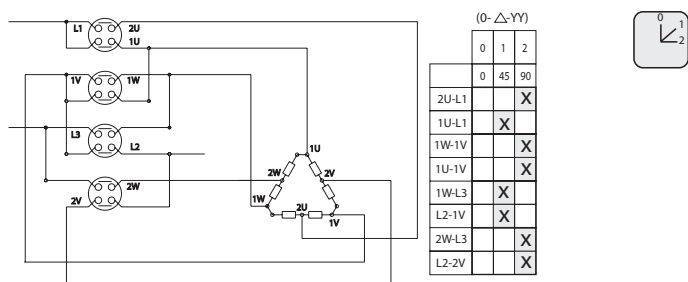 L1 2U
1U
1V 1W
L3 L2
2W
2V
1U
2W 2V
1W
2U
1V
(0- △-YY)
0 1 2
0 45 90
2U-L1 X
1U-L1 X
1W-1V X
1U-1V X
1W-L3 X
L2-1V X
2W-L3 X
L2-2V X
0
1
2